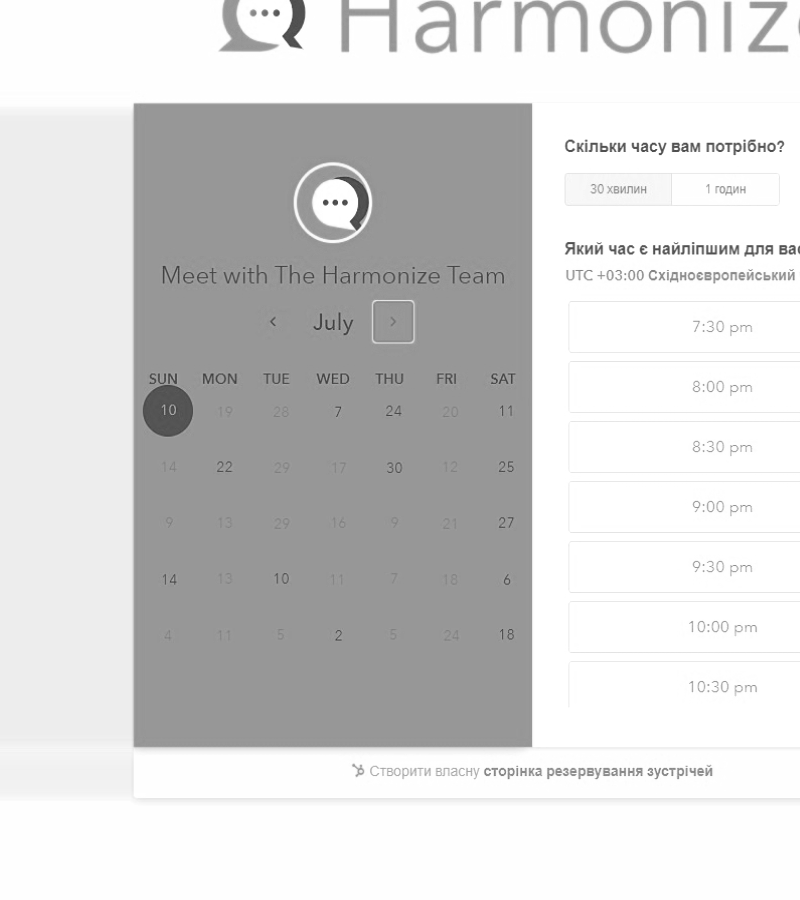 Harmoniz
Meet with The Harmonize Team
July
SUN MON TUE WED THU FRI SAT
10 19 28 7 24 20 11
14 22 29 17 30 12 25
9 13 29 16 9 21 27
14 13 10 11 7 18 6
4 11 5 2 5 24 18
Скільки часу вам потрібно?
30 хвилин 1 годин
Який час є найліпшим для вас
UTC +03:00 Східноєвропейський
7:30 pm
8:00 pm
8:30 pm
9:00 pm
9:30 pm
10:00 pm
10:30 pm
Створити власну сторінка резервування зустрічей